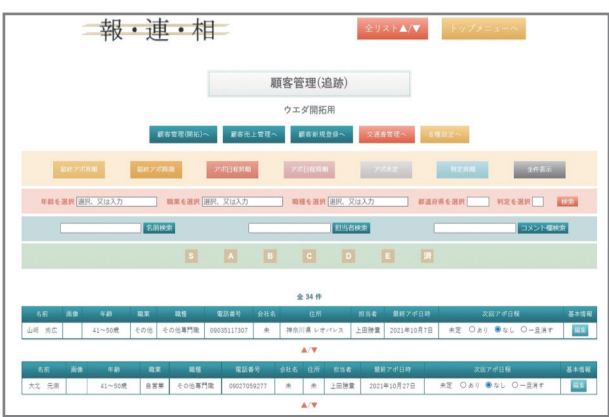 報・連・相
全リスト▲/▼
トップメニューへ
顧客管理(追跡)
ウエダ開拓用
顧客管理(開拓)へ
顧客売上管理へ
顧客新規登録へ
交通費管理へ
各種設定へ
最終アポ昇順
最終アポ降順
アポ日程昇順
アポ日程降順
アポ未定
判定昇順
全件表示
年齢を選択 選択、又は入力 職業を選択 選択、又は入力 職種を選択 選択、又は入力 都道府県を選択 判定を選択 検索
名前検索 担当者検索 コメント欄検索
S A B C D E 済
全 34 件
名前 画像 年齢 職業 職種 電話番号 会社名 住所 担当者 最終アポ日時 次回アポ日程 基本情報
山﨑 秀広 41〜50歳 その他 その他専門職 09035117307 未 神奈川県 レオパレス 上田勝富 2021年10月7日 未定 あり なし 一旦消す 編集
▲/▼
名前 画像 年齢 職業 職種 電話番号 会社名 住所 担当者 最終アポ日時 次回アポ日程 基本情報
大北 元崇 41〜50歳 自営業 その他専門職 09027059277 未 未 上田勝富 2021年10月27日 未定 あり なし 一旦消す 編集
▲/▼